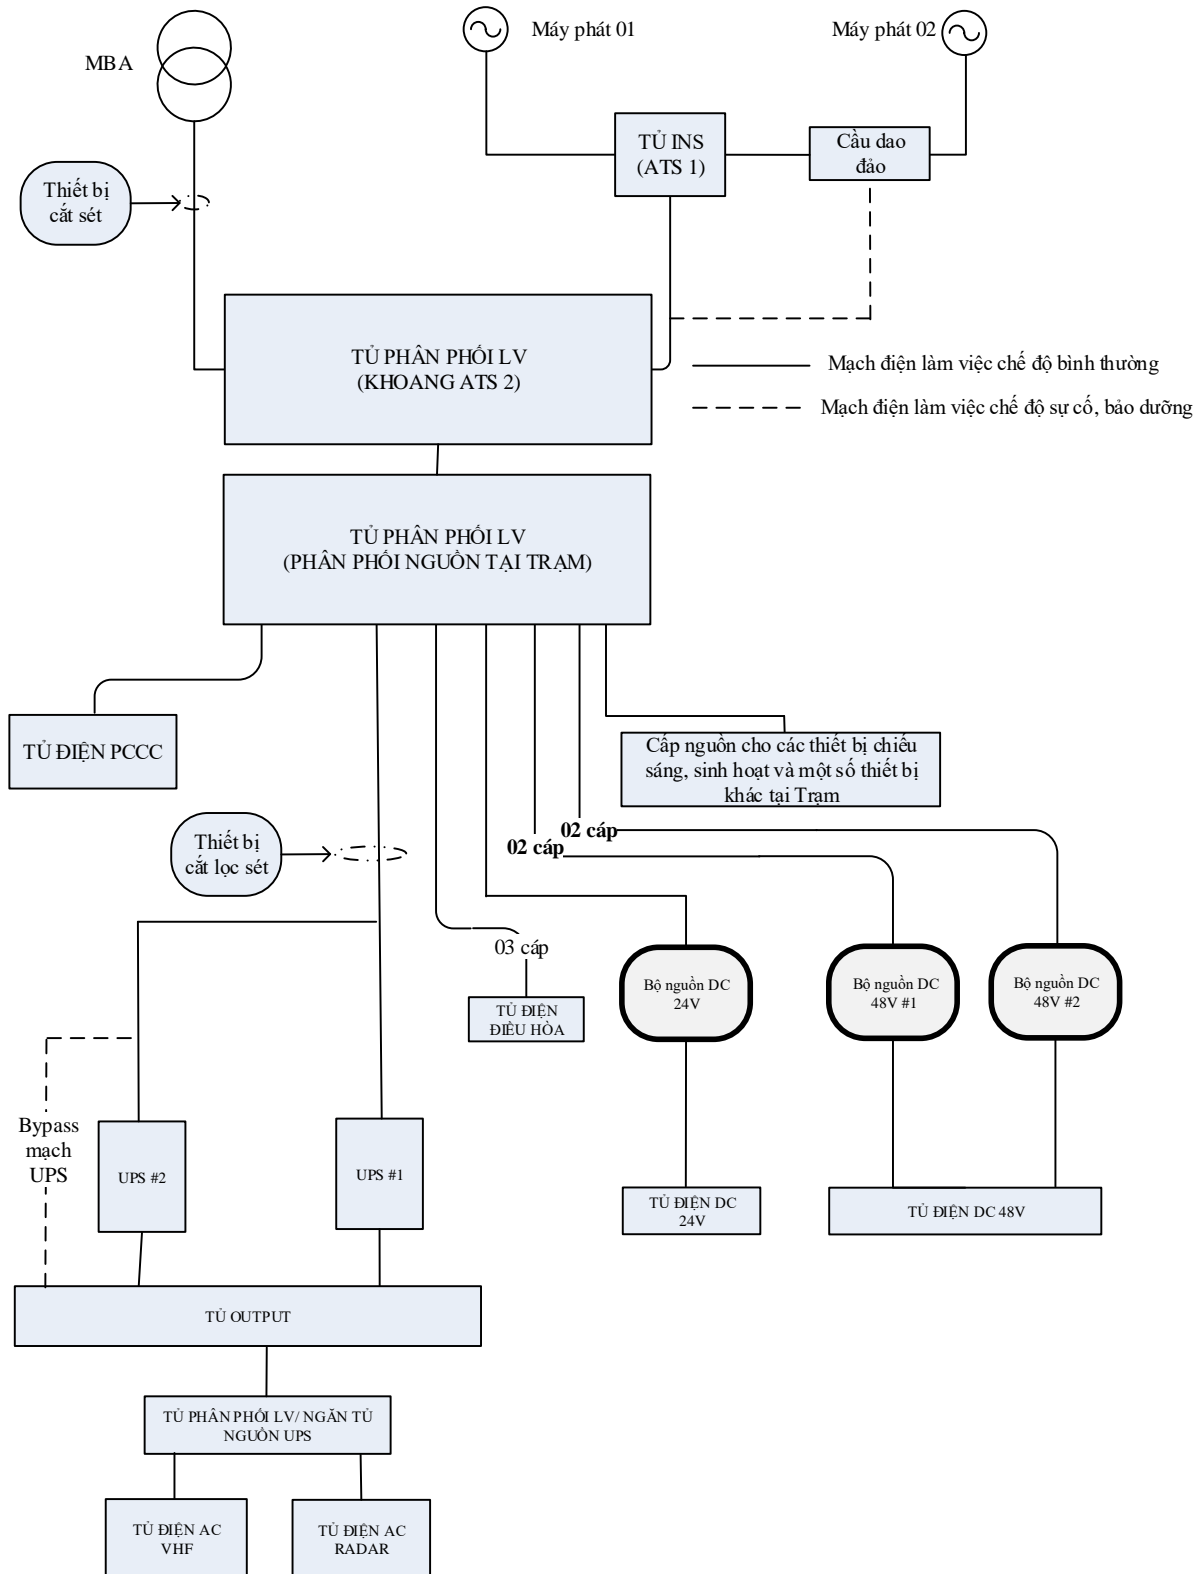 Máy phát 01
Máy phát 02
MBA
TỦ INS
(ATS 1)
Cầu dao
đảo
Thiết bị
cắt sét
TỦ PHÂN PHỐI LV
(KHOANG ATS 2)
Mạch điện làm việc chế độ bình thường
Mạch điện làm việc chế độ sự cố, bảo dưỡng
TỦ PHÂN PHỐI LV
(PHÂN PHỐI NGUỒN TẠI TRẠM)
TỦ ĐIỆN PCCC
Cấp nguồn cho các thiết bị chiếu
sáng, sinh hoạt và một số thiết bị
khác tại Trạm
Thiết bị
cắt lọc sét
02 cáp
02 cáp
03 cáp
TỦ ĐIỆN
ĐIỀU HÒA
Bộ nguồn DC
24V
Bộ nguồn DC
48V #1
Bộ nguồn DC
48V #2
Bypass
mạch
UPS
UPS #2
UPS #1
TỦ ĐIỆN DC
24V
TỦ ĐIỆN DC 48V
TỦ OUTPUT
TỦ PHÂN PHỐI LV/ NGĂN TỦ
NGUỒN UPS
TỦ ĐIỆN AC
VHF
TỦ ĐIỆN AC
RADAR